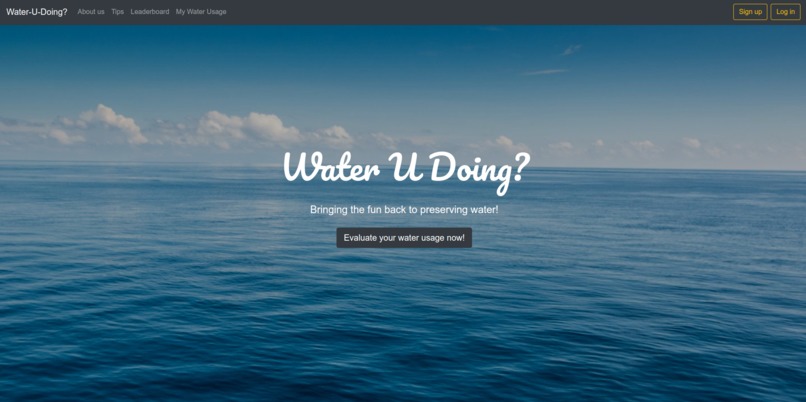 Water-U-Doing?
About us
Tips
Leaderboard
My Water Usage
Sign up
Log in
Water U Doing?
Bringing the fun back to preserving water!
Evaluate your water usage now!